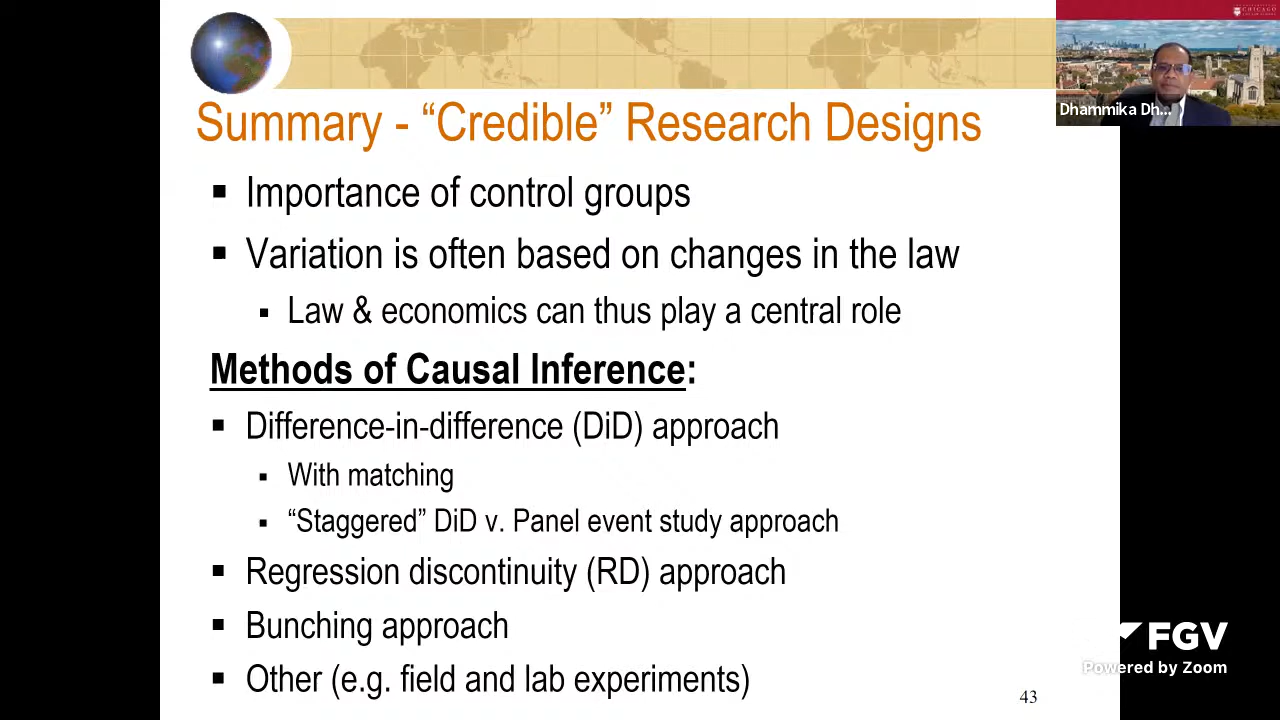 CHICAGO
Dhammika Dh...
Summary - “Credible” Research Designs
▪ Importance of control groups
▪ Variation is often based on changes in the law
▪ Law & economics can thus play a central role
Methods of Causal Inference:
▪ Difference-in-difference (DiD) approach
▪ With matching
▪ “Staggered” DiD v. Panel event study approach
▪ Regression discontinuity (RD) approach
▪ Bunching approach
▪ Other (e.g. field and lab experiments)
43
FGV
Powered by Zoom